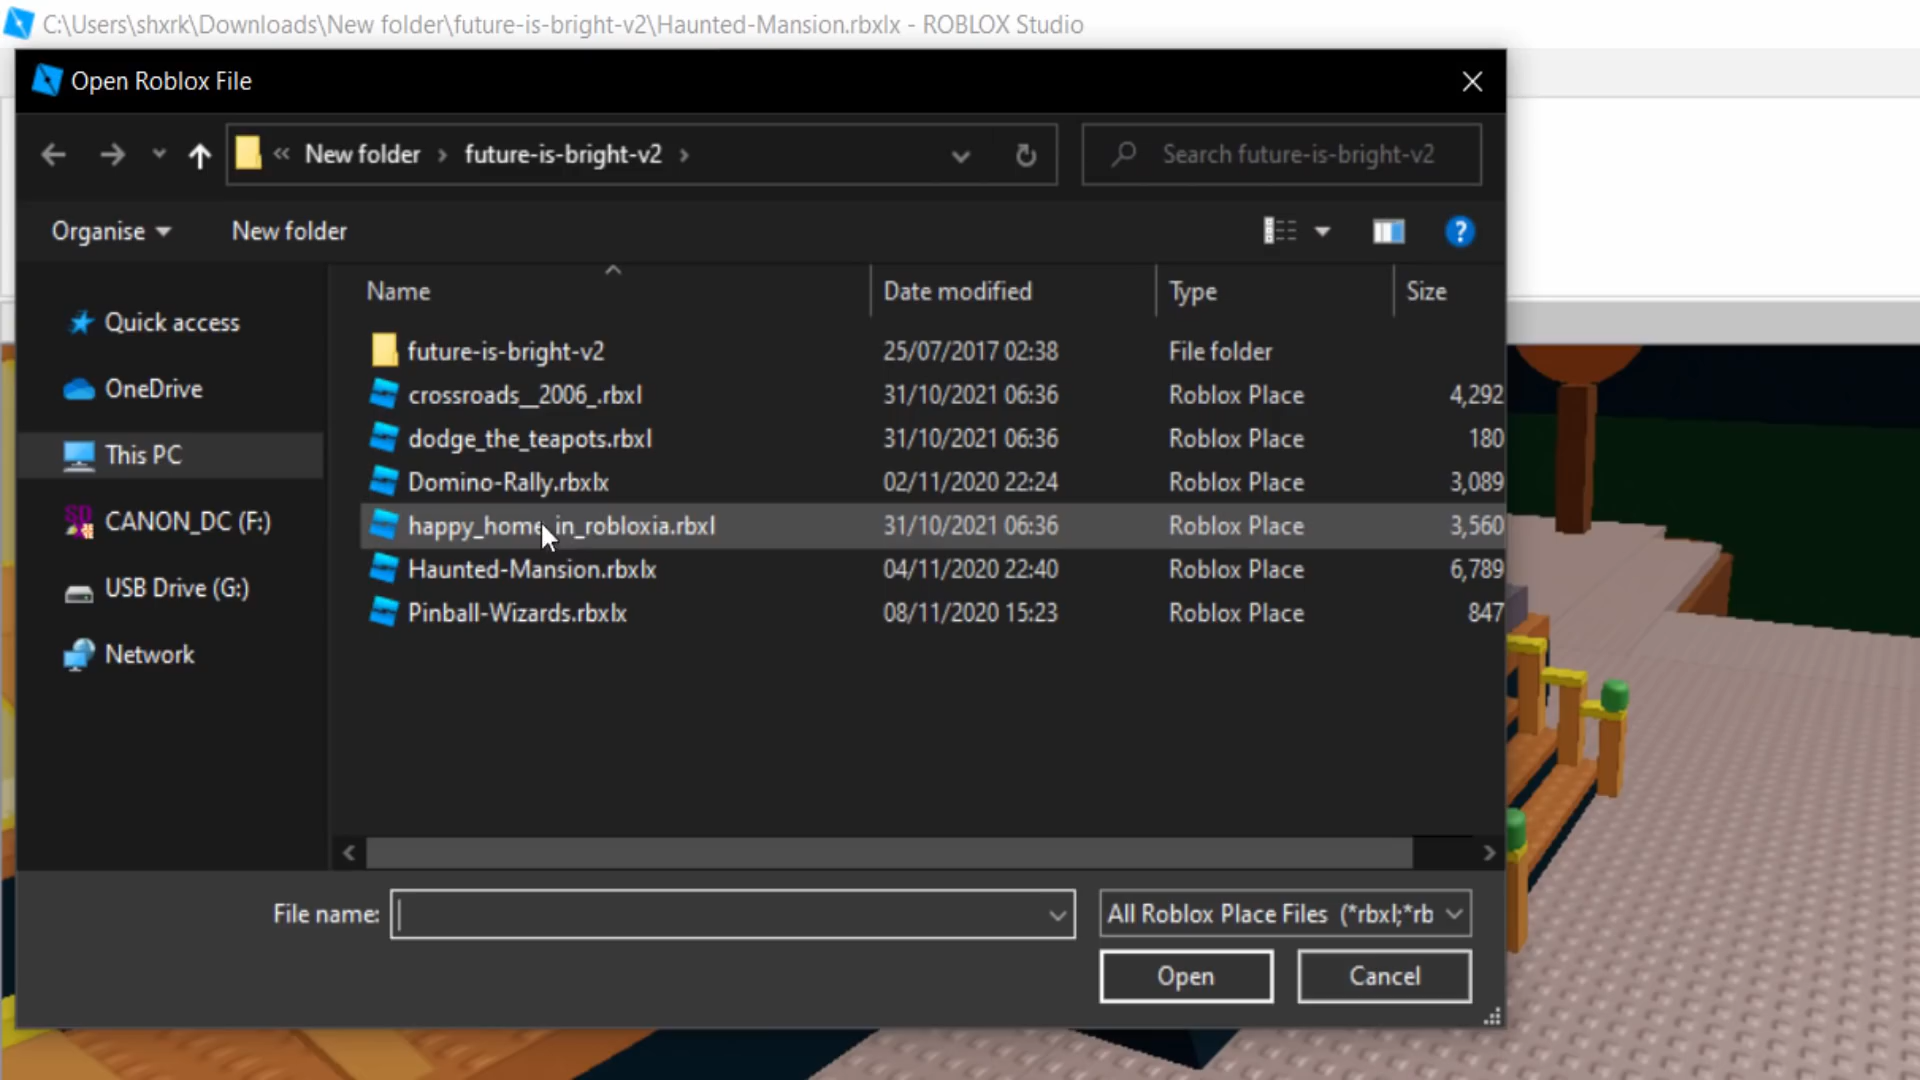 C:\Users\shxrk\Downloads\New folder\future-is-bright-v2\Haunted-Mansion.rbxlx - ROBLOX Studio
Open Roblox File
« New folder › future-is-bright-v2 ›
Search future-is-bright-v2
Organise
New folder
?
Name Date modified Type Size
Quick access
OneDrive
This PC
CANON_DC (F:)
USB Drive (G:)
Network
future-is-bright-v2 25/07/2017 02:38 File folder
crossroads__2006_.rbxl 31/10/2021 06:36 Roblox Place 4,292
dodge_the_teapots.rbxl 31/10/2021 06:36 Roblox Place 180
Domino-Rally.rbxlx 02/11/2020 22:24 Roblox Place 3,089
happy_home_in_robloxia.rbxl 31/10/2021 06:36 Roblox Place 3,560
Haunted-Mansion.rbxlx 04/11/2020 22:40 Roblox Place 6,789
Pinball-Wizards.rbxlx 08/11/2020 15:23 Roblox Place 847
File name:
All Roblox Place Files (*rbxl;*rb
Open
Cancel